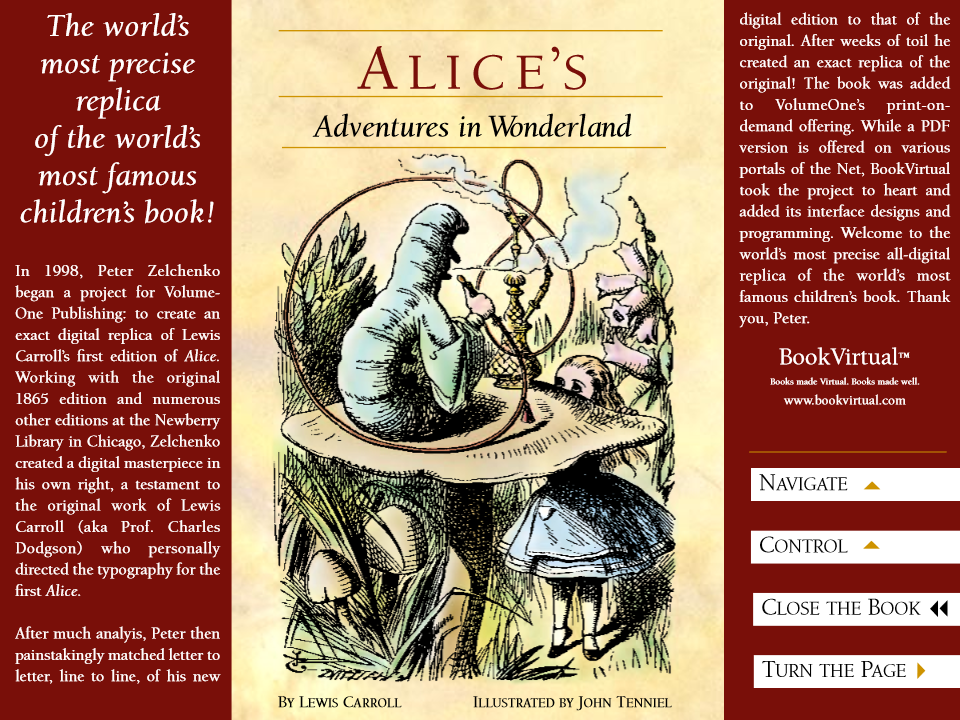 The world's
most precise
replica
of the world's
most famous
children's book!
In 1998, Peter Zelchenko
began a project for Volume-
One Publishing: to create an
exact digital replica of Lewis
Carroll's first edition of Alice.
Working with the original
1865 edition and numerous
other editions at the Newberry
Library in Chicago, Zelchenko
created a digital masterpiece in
his own right, a testament to
the original work of Lewis
Carroll (aka Prof. Charles
Dodgson) who personally
directed the typography for the
first Alice.
After much analyis, Peter then
painstakingly matched letter to
letter, line to line, of his new
ALICE'S
Adventures in Wonderland
BY LEWIS CARROLL
ILLUSTRATED BY JOHN TENNIEL
digital edition to that of the
original. After weeks of toil he
created an exact replica of the
original! The book was added
to VolumeOne's print-on-
demand offering. While a PDF
version is offered on various
portals of the Net, BookVirtual
took the project to heart and
added its interface designs and
programming. Welcome to the
world's most precise all-digital
replica of the world's most
famous children's book. Thank
you, Peter.
BookVirtual™
Books made Virtual. Books made well.
www.bookvirtual.com
NAVIGATE
CONTROL
CLOSE THE BOOK
TURN THE PAGE